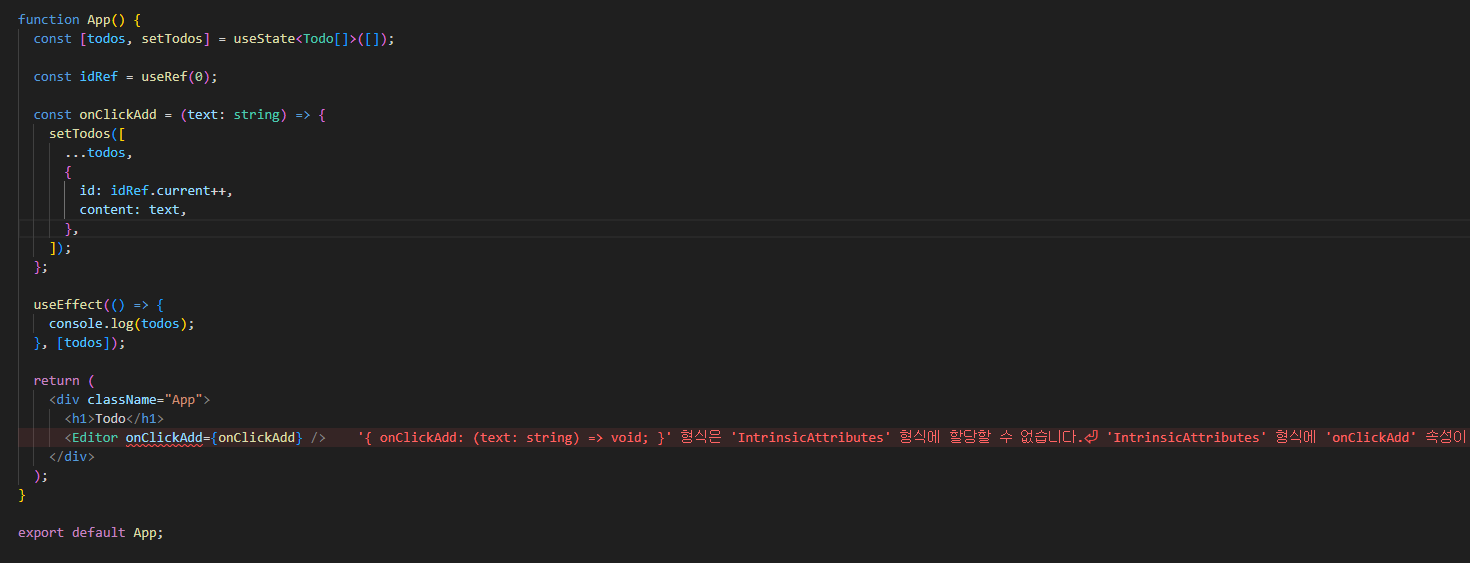 function App() {
const [todos, setTodos] = useState<Todo[]>([]);
const idRef = useRef(0);
const onClickAdd = (text: string) => {
setTodos([
...todos,
{
id: idRef.current++,
content: text,
},
]);
};
useEffect(() => {
console.log(todos);
}, [todos]);
return (
<div className="App">
<h1>Todo</h1>
<Editor onClickAdd={onClickAdd} /> '{ onClickAdd: (text: string) => void; }' 형식은 'IntrinsicAttributes' 형식에 할당할 수 없습니다.⏎ 'IntrinsicAttributes' 형식에 'onClickAdd' 속성이
</div>
);
}
export default App;